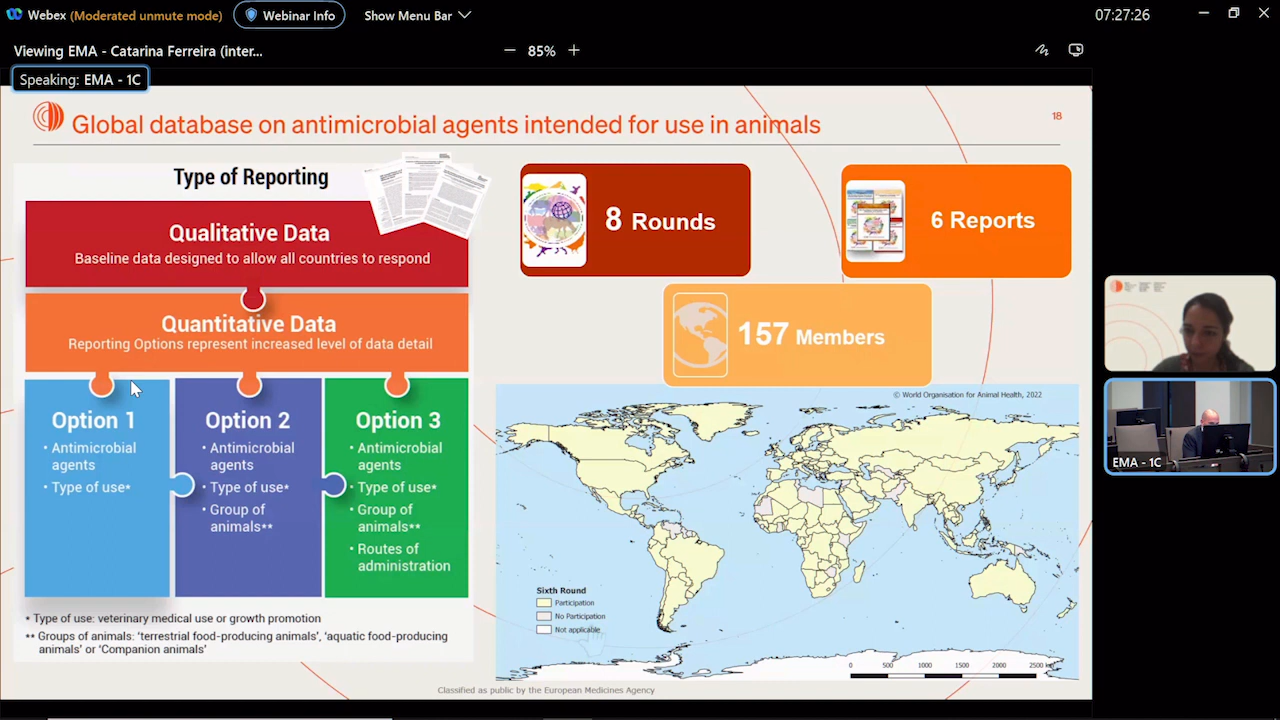 Webex (Moderated unmute mode)
Webinar Info
Show Menu Bar
07:27:26
Viewing EMA - Catarina Ferreira (inter...
85%
Speaking: EMA - 1C
Global database on antimicrobial agents intended for use in animals
18
Type of Reporting
Qualitative Data
Baseline data designed to allow all countries to respond
Quantitative Data
Reporting Options represent increased level of data detail
Option 1
• Antimicrobial
agents
• Type of use*
Option 2
• Antimicrobial
agents
• Type of use*
• Group of
animals**
Option 3
• Antimicrobial
agents
• Type of use*
• Group of
animals**
• Routes of
administration
* Type of use: veterinary medical use or growth promotion
** Groups of animals: ‘terrestrial food-producing animals’, ‘aquatic food-producing
animals’ or ‘Companion animals’
8 Rounds
6 Reports
157 Members
© World Organisation for Animal Health, 2022
Sixth Round
Participation
No Participation
Not applicable
0 500 1000 1500 2000 2500 km
Classified as public by the European Medicines Agency
EMA - 1C